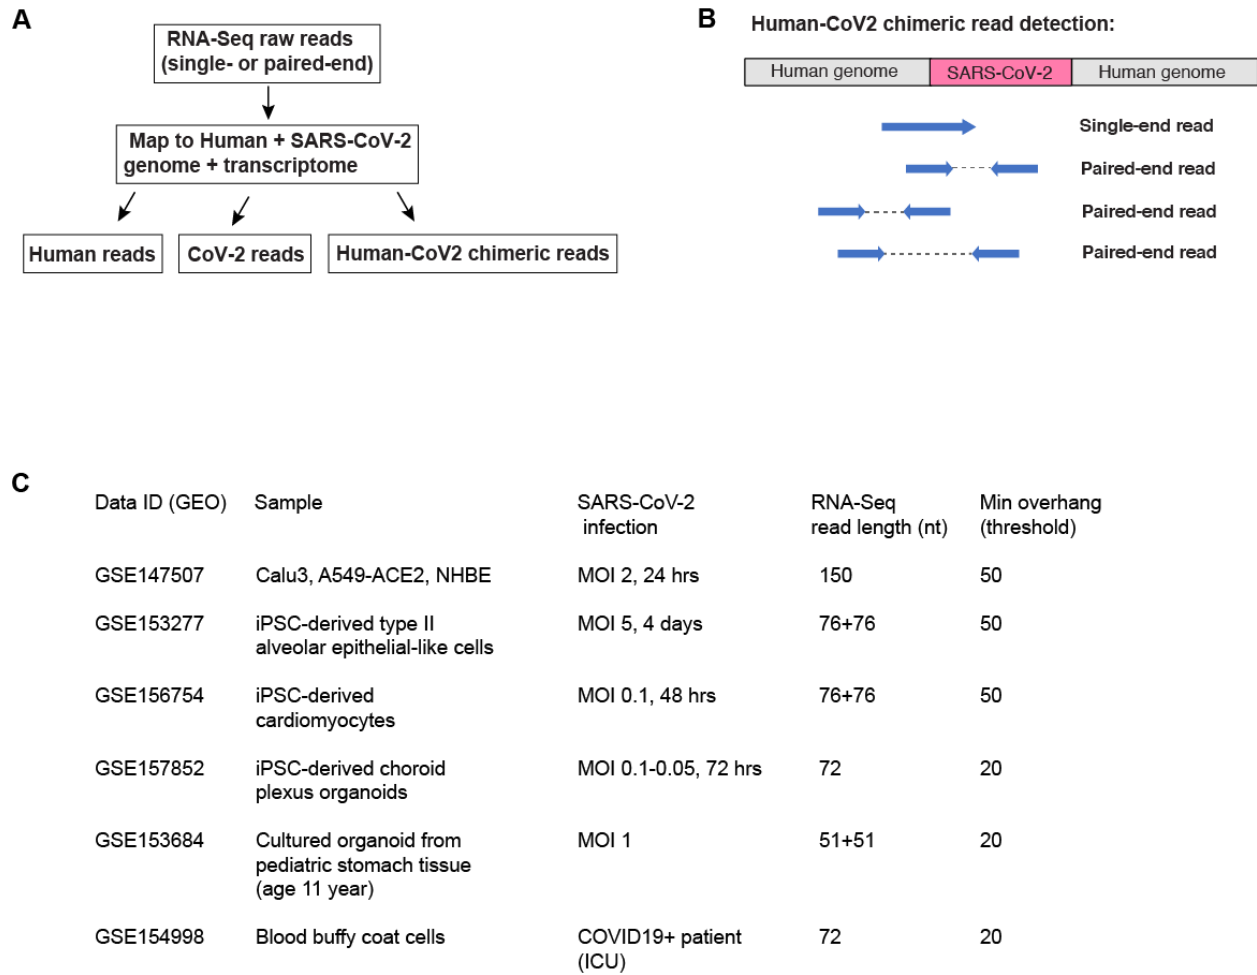 A
RNA-Seq raw reads
(single- or paired-end)
Map to Human + SARS-CoV-2
genome + transcriptome
Human reads
CoV-2 reads
Human-CoV2 chimeric reads
B
Human-CoV2 chimeric read detection:
Human genome
SARS-CoV-2
Human genome
Single-end read
Paired-end read
Paired-end read
Paired-end read
C
Data ID (GEO) Sample SARS-CoV-2 RNA-Seq Min overhang
infection read length (nt) (threshold)
GSE147507 Calu3, A549-ACE2, NHBE MOI 2, 24 hrs 150 50
GSE153277 iPSC-derived type II MOI 5, 4 days 76+76 50
alveolar epithelial-like cells
GSE156754 iPSC-derived MOI 0.1, 48 hrs 76+76 50
cardiomyocytes
GSE157852 iPSC-derived choroid MOI 0.1-0.05, 72 hrs 72 20
plexus organoids
GSE153684 Cultured organoid from MOI 1 51+51 20
pediatric stomach tissue
(age 11 year)
GSE154998 Blood buffy coat cells COVID19+ patient 72 20
(ICU)